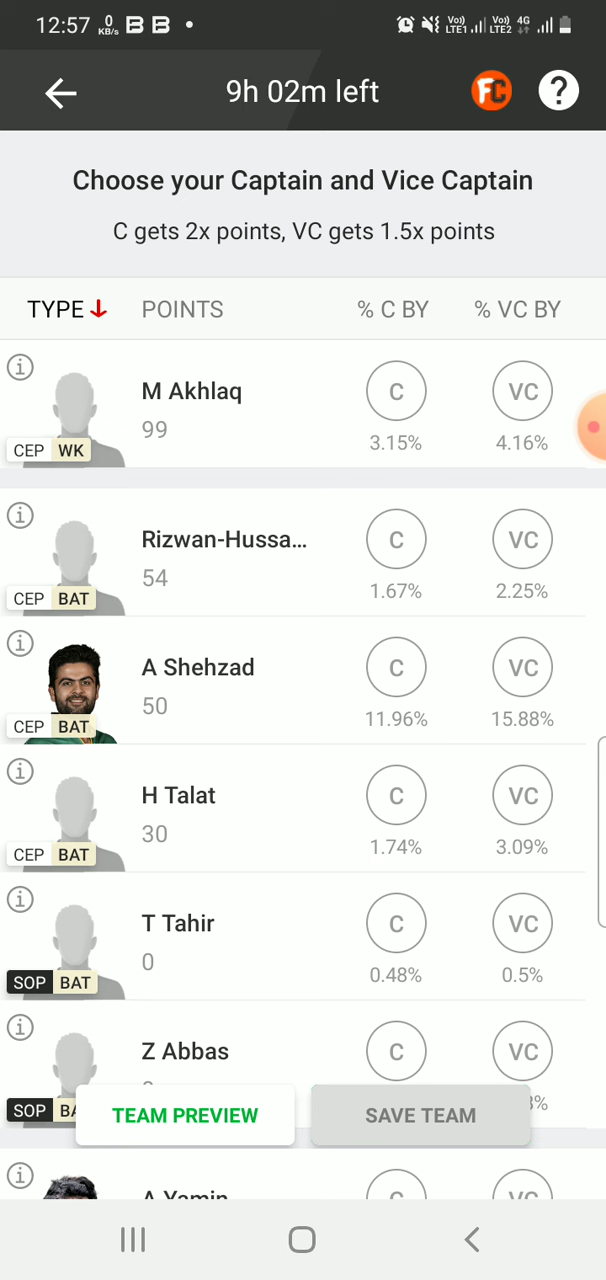 12:57 0 KB/s B B • Vo)) LTE1 Vo)) LTE2 4G
9h 02m left FC ?
Choose your Captain and Vice Captain
C gets 2x points, VC gets 1.5x points
TYPE POINTS % C BY % VC BY
M Akhlaq C VC
99 3.15% 4.16%
CEP WK
Rizwan-Hussa... C VC
54 1.67% 2.25%
CEP BAT
A Shehzad C VC
50 11.96% 15.88%
CEP BAT
H Talat C VC
30 1.74% 3.09%
CEP BAT
T Tahir C VC
0 0.48% 0.5%
SOP BAT
Z Abbas C VC
SOP
TEAM PREVIEW SAVE TEAM
A Yamin C VC